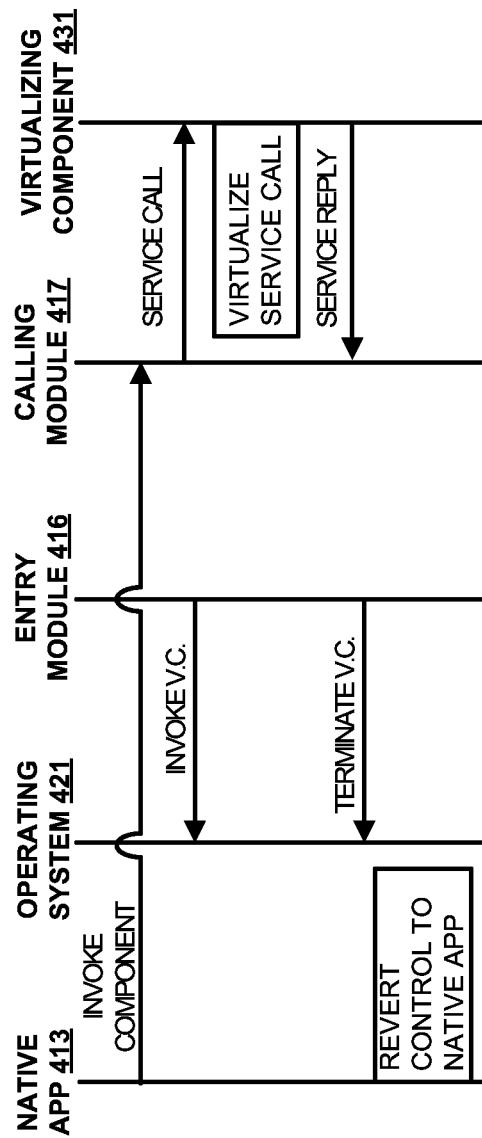 NATIVE
APP 413
OPERATING
SYSTEM 421
ENTRY
MODULE 416
CALLING
MODULE 417
VIRTUALIZING
COMPONENT 431
INVOKE
COMPONENT
SERVICE CALL
INVOKE V.C.
VIRTUALIZE
SERVICE CALL
SERVICE REPLY
TERMINATE V.C.
REVERT
CONTROL TO
NATIVE APP